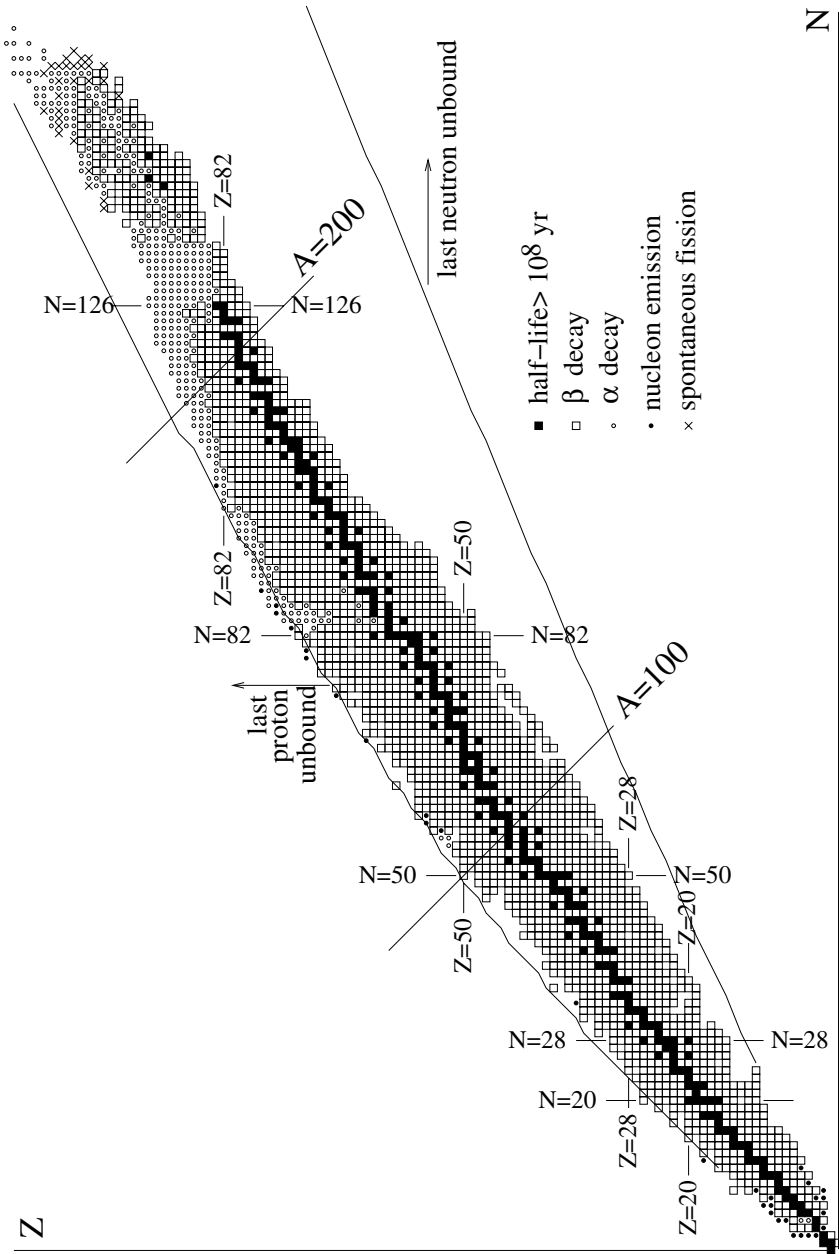 Z
N
Z=82
A=200
N=126
N=126
last neutron unbound
Z=82
N=82
Z=50
N=82
last
proton
unbound
A=100
N=50
Z=50
Z=28
N=50
Z=20
N=28
N=28
N=20
Z=28
Z=20
half−life> 10⁸ yr
β decay
α decay
nucleon emission
spontaneous fission